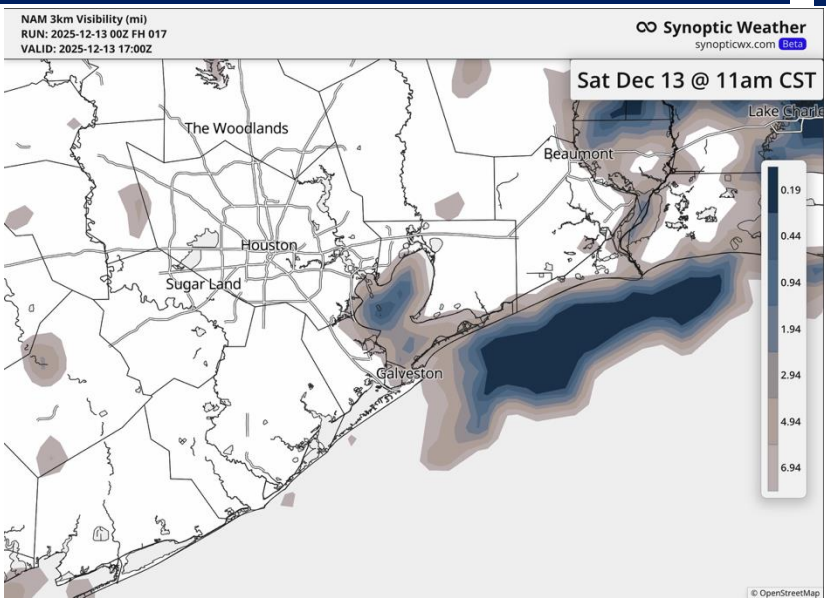 NAM 3km Visibility (mi)
RUN: 2025-12-13 00Z FH 017
VALID: 2025-12-13 17:00Z
Synoptic Weather
synopticwx.com Beta
Sat Dec 13 @ 11am CST
Lake Charle
The Woodlands
Beaumont
Houston
Sugar Land
Galveston
0.19
0.44
0.94
1.94
2.94
4.94
6.94
© OpenStreetMap